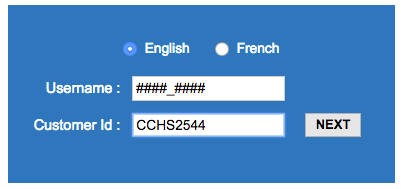 English French
Username : ####_####
Customer Id : CCHS2544 NEXT